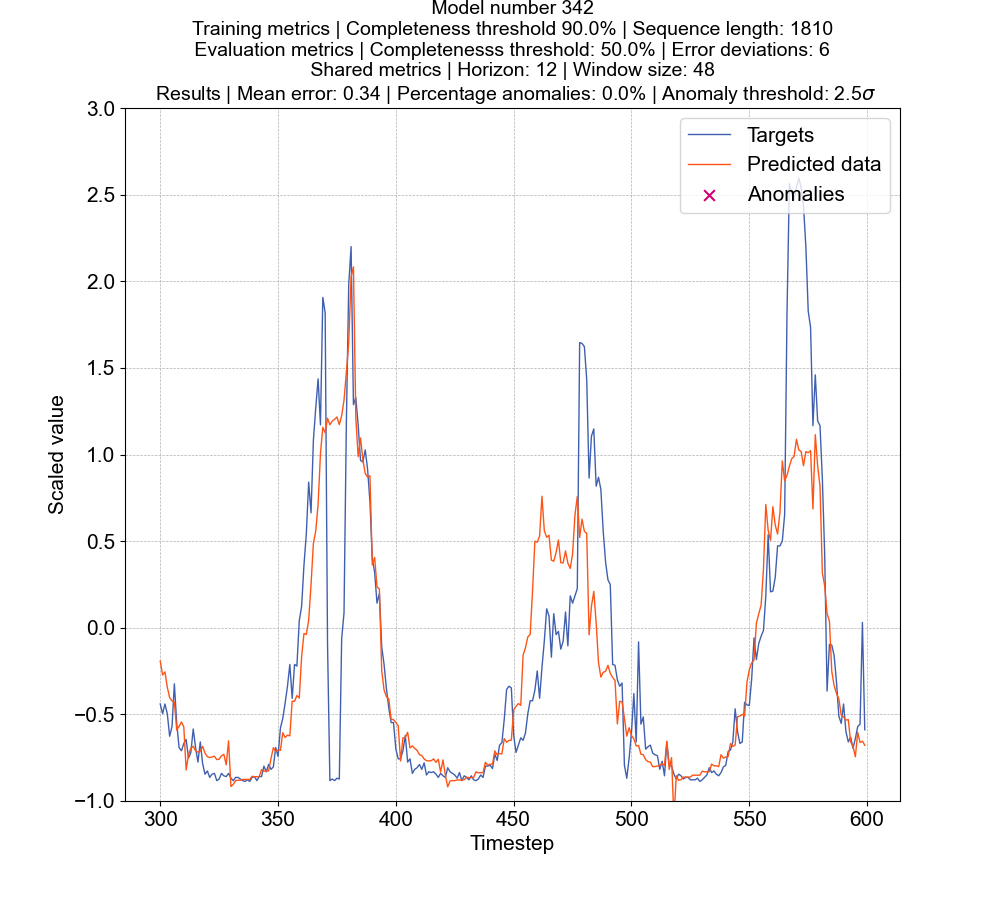 Model number 342
Training metrics | Completeness threshold 90.0% | Sequence length: 1810
Evaluation metrics | Completenesss threshold: 50.0% | Error deviations: 6
Shared metrics | Horizon: 12 | Window size: 48
Results | Mean error: 0.34 | Percentage anomalies: 0.0% | Anomaly threshold: 2.5σ
3.0
2.5
2.0
1.5
1.0
0.5
0.0
−0.5
−1.0
Scaled value
Targets
Predicted data
Anomalies
300 350 400 450 500 550 600
Timestep